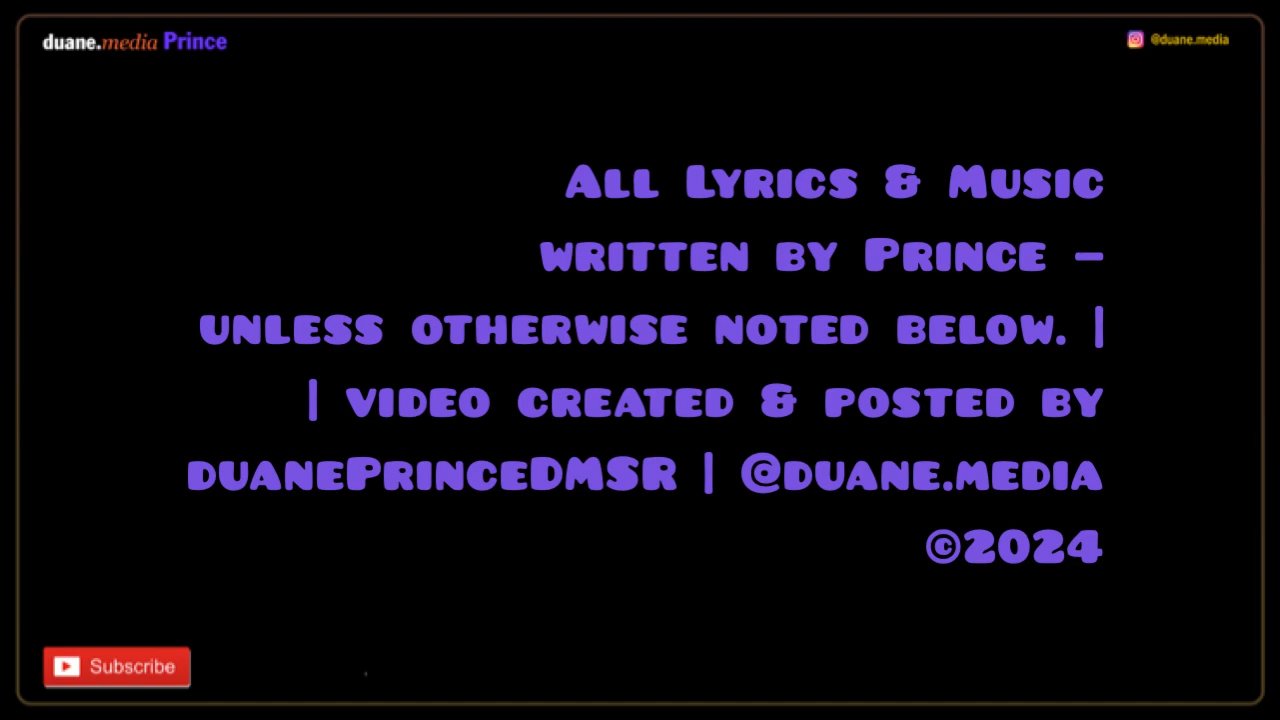 duane.media Prince
@duane.media
All Lyrics & Music
written by Prince –
unless otherwise noted below. |
| video created & posted by
duanePrinceDMSR | @duane.media
©2024
Subscribe